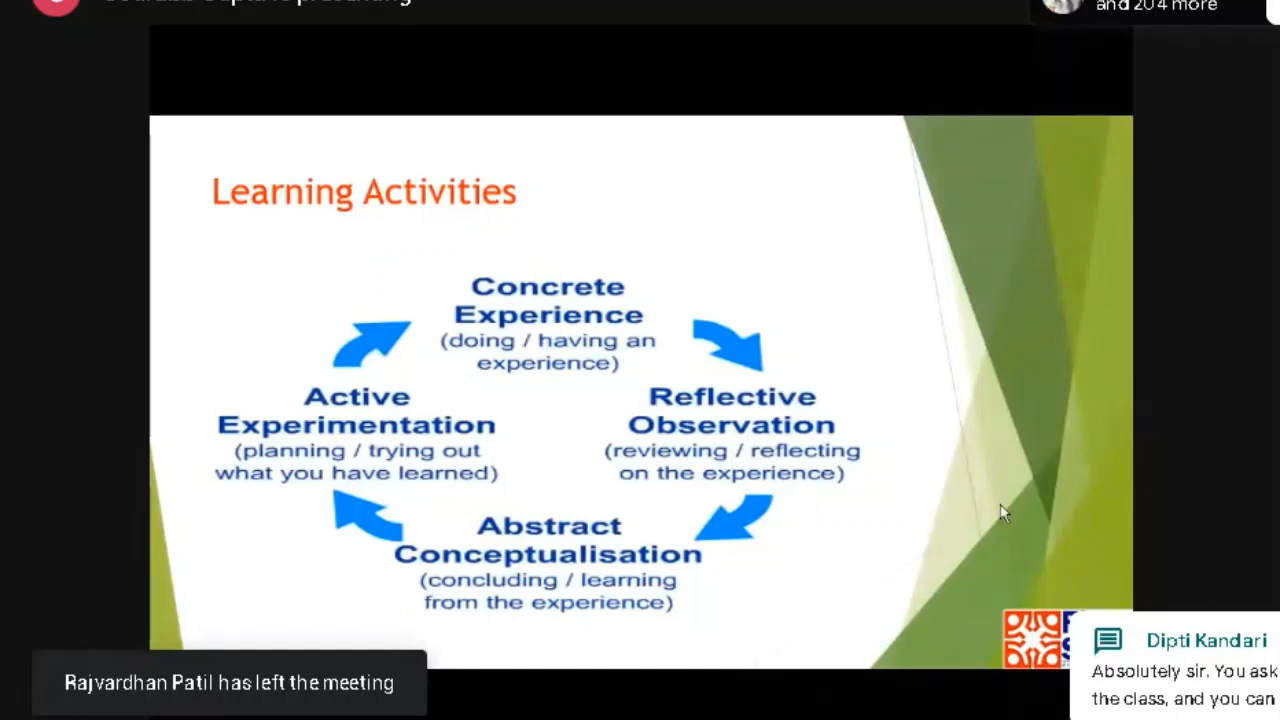 and 204 more
Learning Activities
Concrete
Experience
(doing / having an
experience)
Active
Experimentation
(planning / trying out
what you have learned)
Reflective
Observation
(reviewing / reflecting
on the experience)
Abstract
Conceptualisation
(concluding / learning
from the experience)
Dipti Kandari
Absolutely sir. You ask
the class, and you can
Rajvardhan Patil has left the meeting